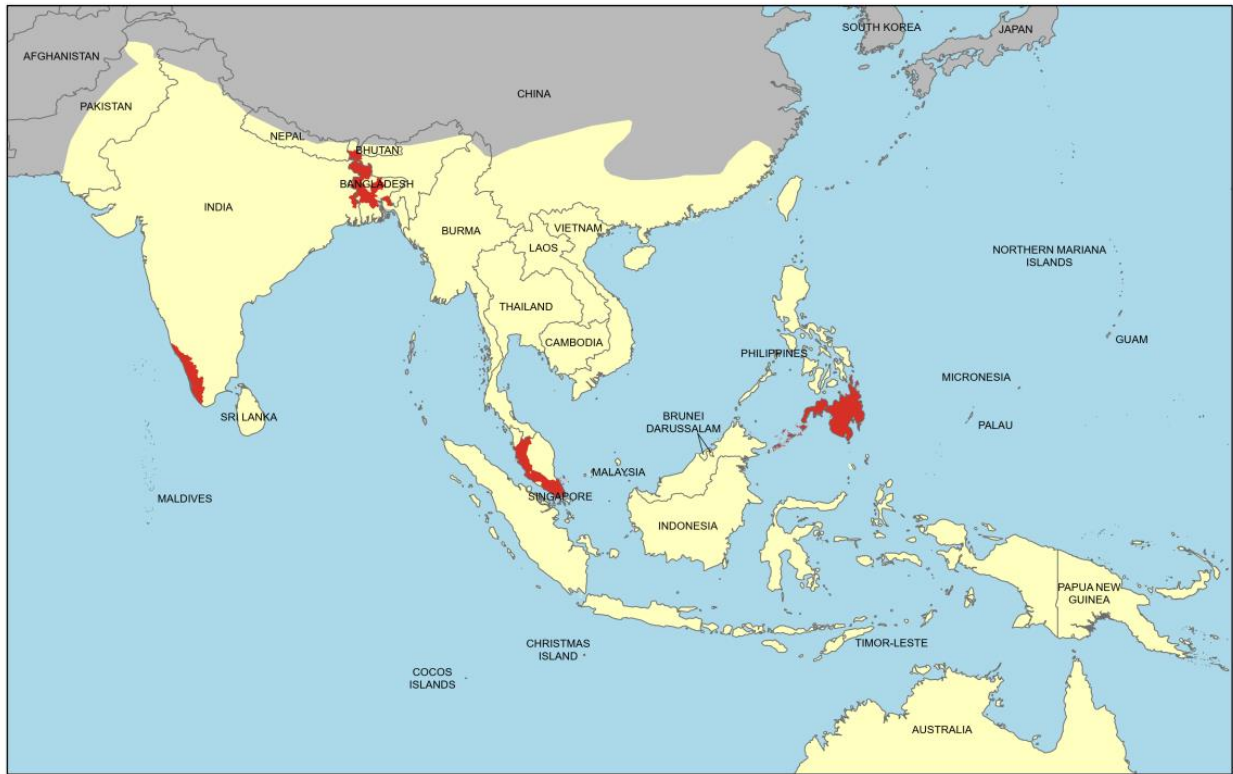 SOUTH KOREA
JAPAN
AFGHANISTAN
CHINA
PAKISTAN
NEPAL
BHUTAN
BANGLADESH
INDIA
BURMA
VIETNAM
LAOS
NORTHERN MARIANA
ISLANDS
THAILAND
CAMBODIA
GUAM
PHILIPPINES
MICRONESIA
SRI LANKA
BRUNEI
DARUSSALAM
PALAU
MALDIVES
MALAYSIA
SINGAPORE
INDONESIA
PAPUA NEW
GUINEA
CHRISTMAS
ISLAND
TIMOR-LESTE
COCOS
ISLANDS
AUSTRALIA